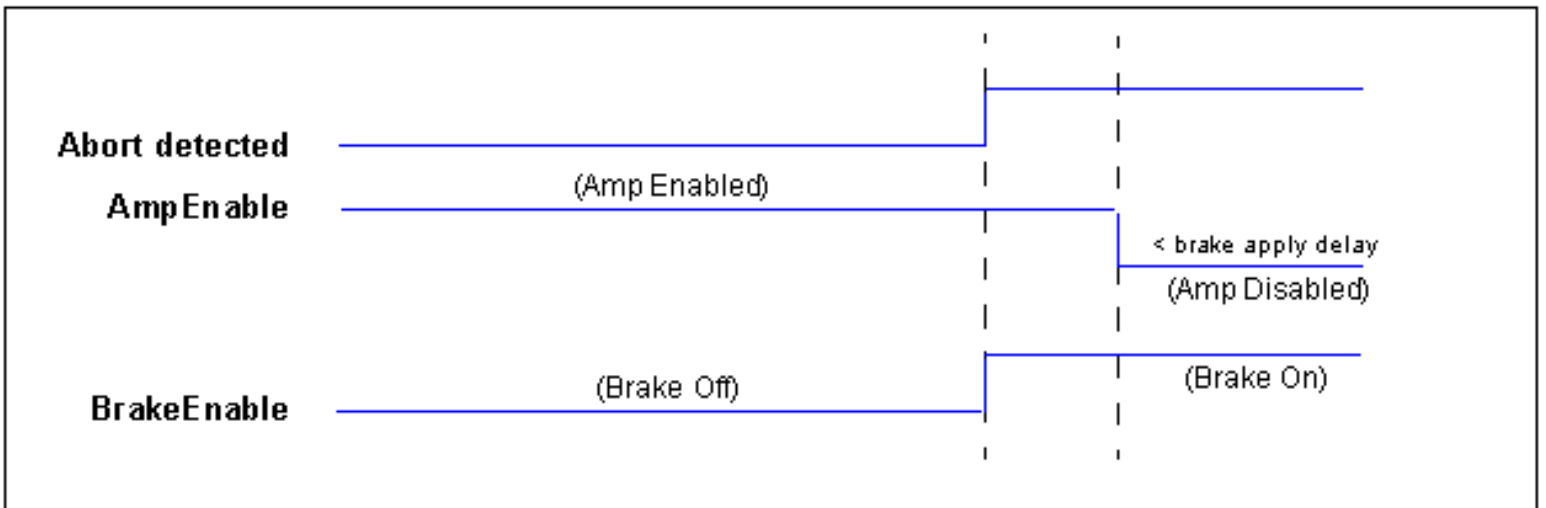 Abort detected
(Amp Enabled)
AmpEnable
< brake apply delay
(Amp Disabled)
(Brake Off)
(Brake On)
BrakeEnable